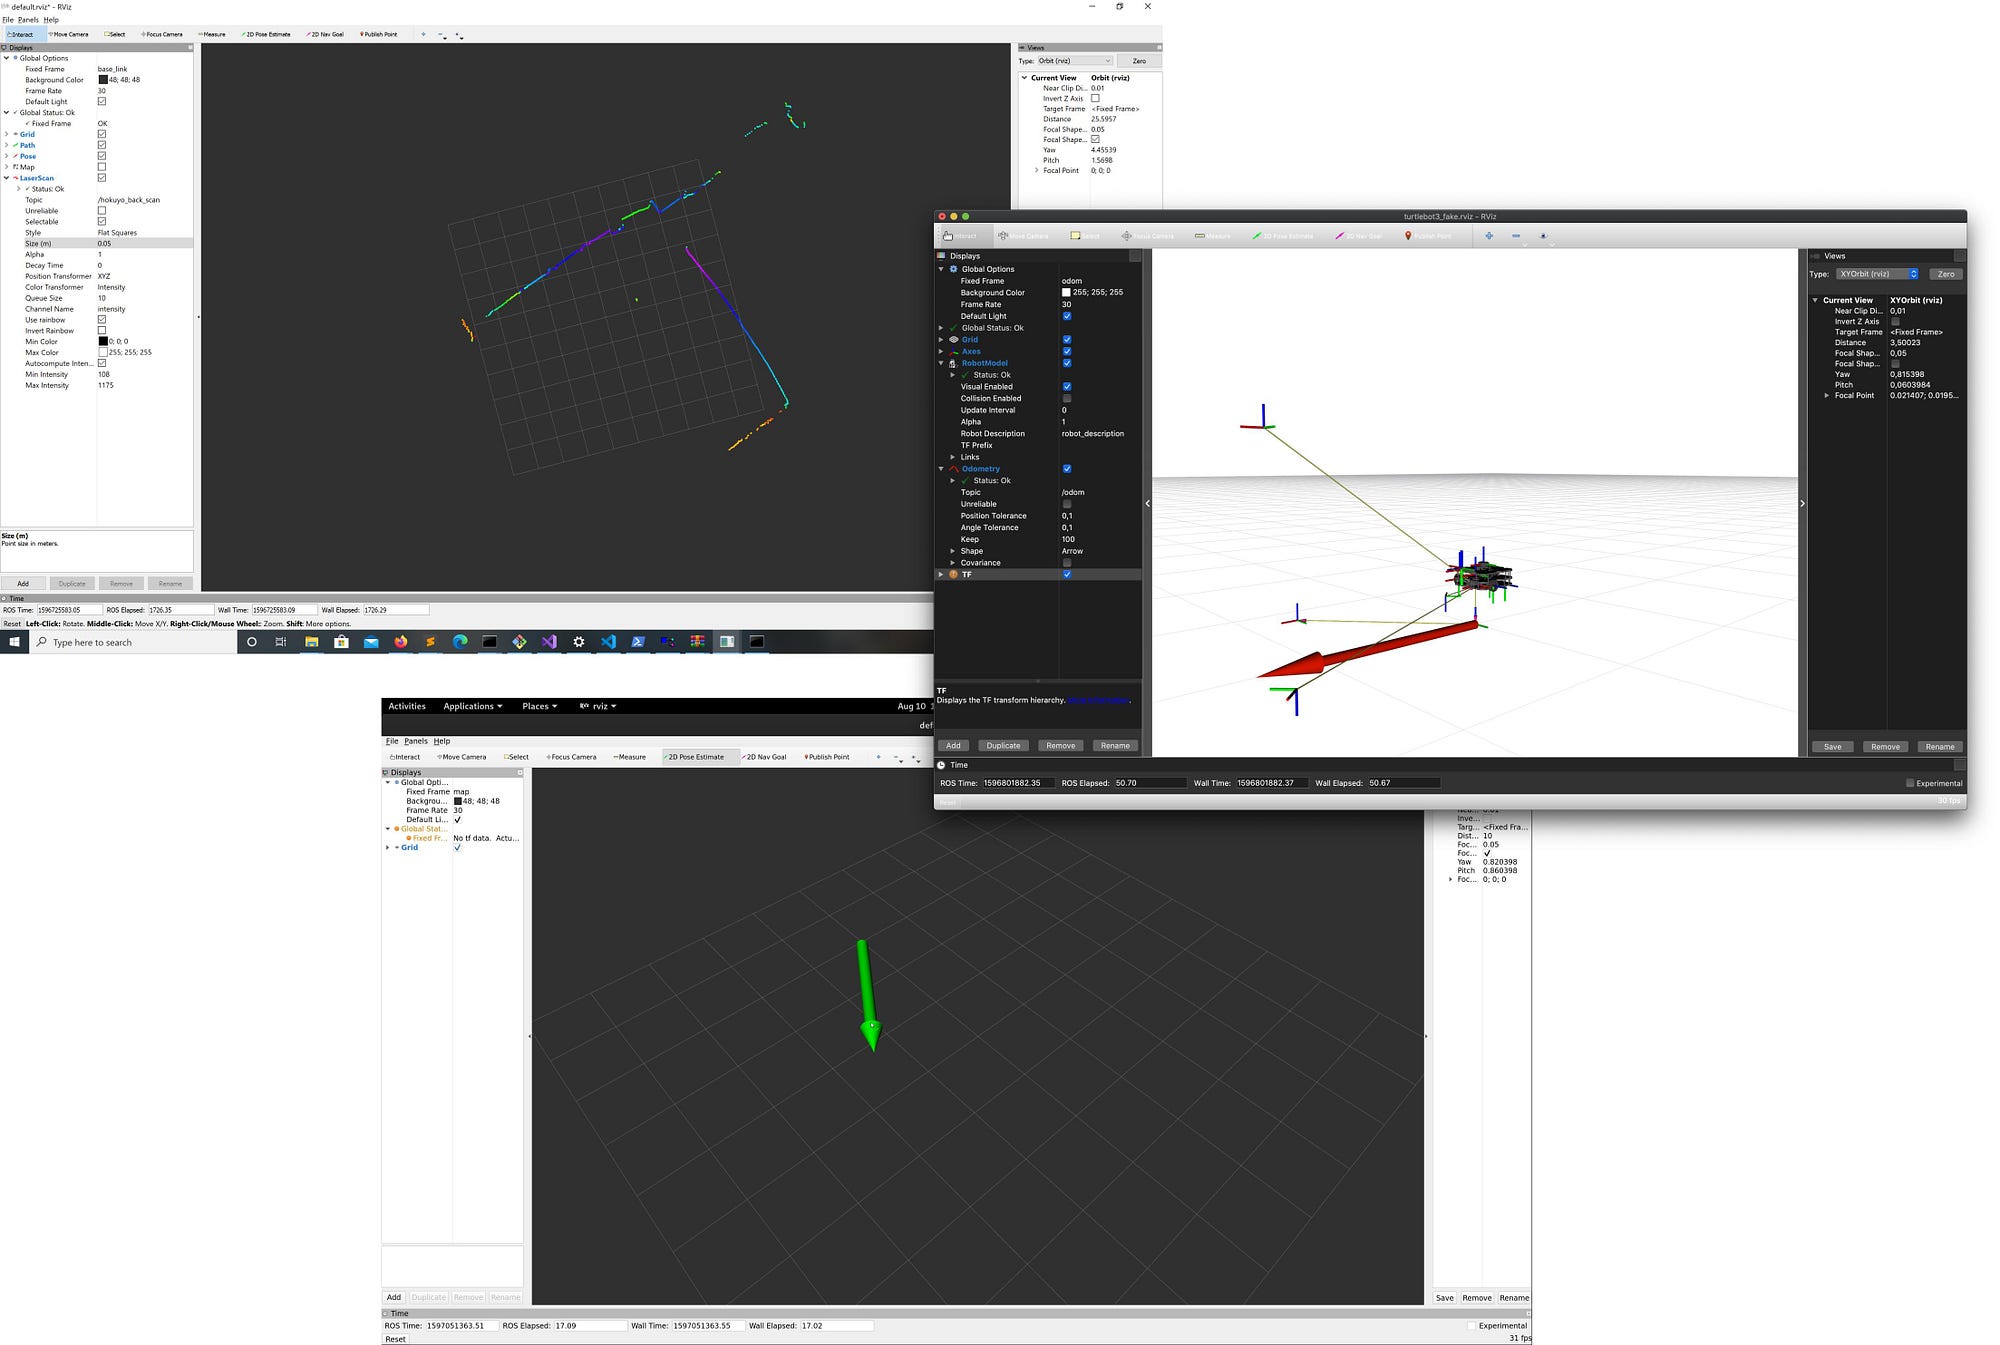 default.rviz* - RViz
File Panels Help
Interact Move Camera Select Focus Camera Measure 2D Pose Estimate 2D Nav Goal Publish Point
Displays
Global Options
Fixed Frame base_link
Background Color 48; 48; 48
Frame Rate 30
Default Light
Global Status: Ok
Fixed Frame OK
Grid
Path
Pose
Map
LaserScan
Status: Ok
Topic /hokuyo_back_scan
Unreliable
Selectable
Style Flat Squares
Size (m) 0.05
Alpha 1
Decay Time 0
Position Transformer XYZ
Color Transformer Intensity
Queue Size 10
Channel Name intensity
Use rainbow
Invert Rainbow
Min Color 0; 0; 0
Max Color 255; 255; 255
Autocompute Inten...
Min Intensity 108
Max Intensity 1175
Size (m)
Point size in meters.
Add Duplicate Remove Rename
Views
Type: Orbit (rviz) Zero
Current View Orbit (rviz)
Near Clip Di... 0.01
Invert Z Axis
Target Frame <Fixed Frame>
Distance 25.5957
Focal Shape... 0.05
Focal Shape...
Yaw 4.45539
Pitch 1.5698
Focal Point 0; 0; 0
Time
ROS Time: 1596725583.05 ROS Elapsed: 1726.35 Wall Time: 1596725583.09 Wall Elapsed: 1726.29
Reset Left-Click: Rotate. Middle-Click: Move X/Y. Right-Click/Mouse Wheel: Zoom. Shift: More options.
Type here to search
turtlebot3_fake.rviz - RViz
Interact Move Camera Select Focus Camera Measure 2D Pose Estimate 2D Nav Goal Publish Point
Displays
Global Options
Fixed Frame odom
Background Color 255; 255; 255
Frame Rate 30
Default Light
Global Status: Ok
Grid
Axes
RobotModel
Status: Ok
Visual Enabled
Collision Enabled
Update Interval 0
Alpha 1
Robot Description robot_description
TF Prefix
Links
Odometry
Status: Ok
Topic /odom
Unreliable
Position Tolerance 0,1
Angle Tolerance 0,1
Keep 100
Shape Arrow
Covariance
TF
TF
Displays the TF transform hierarchy.
Add Duplicate Remove Rename
Views
Type: XYOrbit (rviz) Zero
Current View XYOrbit (rviz)
Near Clip Di... 0,01
Invert Z Axis
Target Frame <Fixed Frame>
Distance 3,50023
Focal Shap... 0,05
Focal Shap...
Yaw 0,815398
Pitch 0,0603984
Focal Point 0.021407; 0.0195...
Save Remove Rename
Time
ROS Time: 1596801882.35 ROS Elapsed: 50.70 Wall Time: 1596801882.37 Wall Elapsed: 50.67 Experimental
Reset 30 fps
Activities Applications Places rviz Aug 10 1
def
File Panels Help
Interact Move Camera Select Focus Camera Measure 2D Pose Estimate 2D Nav Goal Publish Point
Displays
Global Opti...
Fixed Frame map
Backgrou... 48; 48; 48
Frame Rate 30
Default Li...
Global Stat...
Fixed Fr... No tf data. Actu...
Grid
Add Duplicate Remove Rename
Inve...
Targ... <Fixed Fra...
Dist... 10
Foc... 0.05
Foc...
Yaw 0.820398
Pitch 0.860398
Foc... 0; 0; 0
Save Remove Rename
Time
ROS Time: 1597051363.51 ROS Elapsed: 17.09 Wall Time: 1597051363.55 Wall Elapsed: 17.02 Experimental
Reset 31 fps